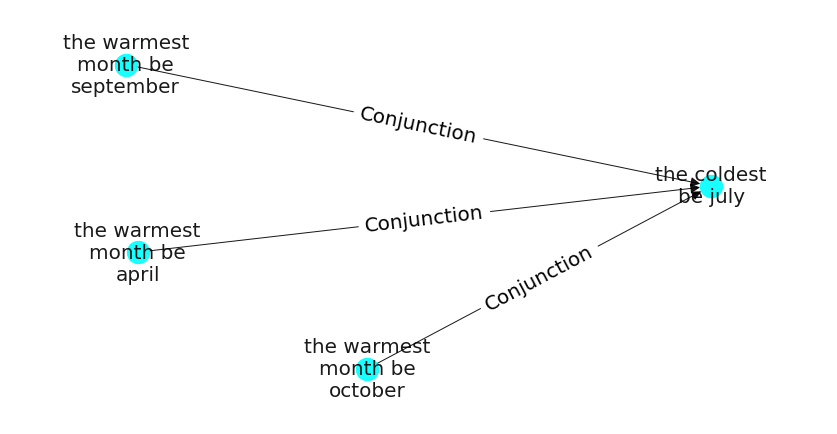 the warmest
month be
september
Conjunction
the coldest
be july
the warmest
month be
april
Conjunction
Conjunction
the warmest
month be
october